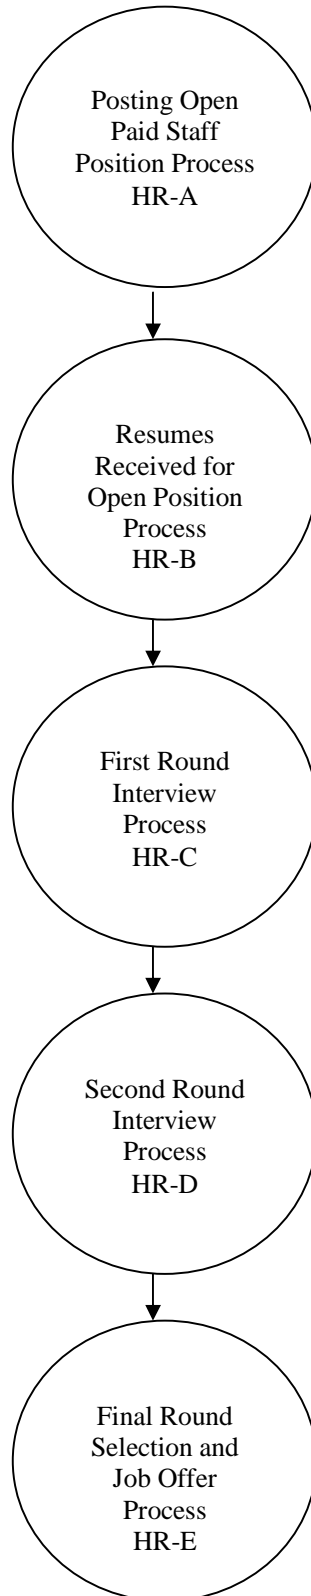 Posting Open
Paid Staff
Position Process
HR-A
Resumes
Received for
Open Position
Process
HR-B
First Round
Interview
Process
HR-C
Second Round
Interview
Process
HR-D
Final Round
Selection and
Job Offer
Process
HR-E